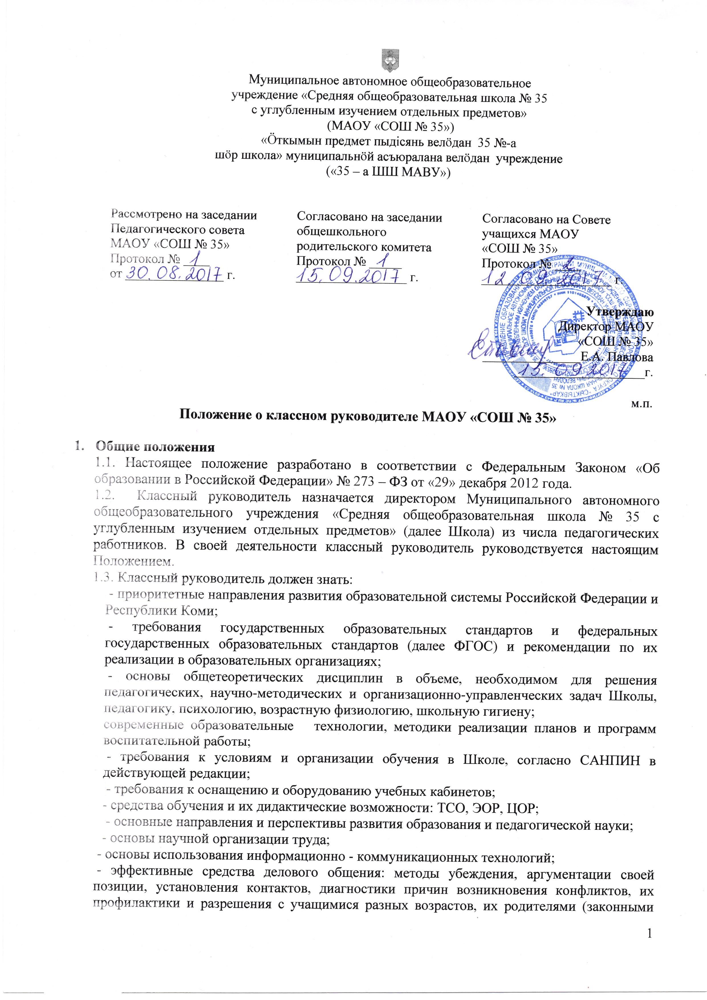 Муниципальное автономное общеобразовательное
учреждение «Средняя общеобразовательная школа № 35
с углубленным изучением отдельных предметов»
(МАОУ «СОШ № 35»)
«Öткымын предмет пыдiсянь велöдан 35 №-а
шöр школа» муниципальнöй асъюралана велöдан учреждение
(«35 – а ШШ МАВУ»)
Рассмотрено на заседании
Педагогического совета
МАОУ «СОШ № 35»
Протокол № 1
от 30.08.2017 г.
Согласовано на заседании
общешкольного
родительского комитета
Протокол № 1
15.09.2017 г.
Согласовано на Совете
учащихся МАОУ
«СОШ № 35»
Протокол №
12.09.2017 г
Утверждаю
Директор МАОУ
«СОШ № 35»
Е.А. Павлова
15.09.2017 г.
м.п.
Положение о классном руководителе МАОУ «СОШ № 35»
1. Общие положения
1.1. Настоящее положение разработано в соответствии с Федеральным Законом «Об
образовании в Российской Федерации» № 273 – ФЗ от «29» декабря 2012 года.
1.2. Классный руководитель назначается директором Муниципального автономного
общеобразовательного учреждения «Средняя общеобразовательная школа № 35 с
углубленным изучением отдельных предметов» (далее Школа) из числа педагогических
работников. В своей деятельности классный руководитель руководствуется настоящим
Положением.
1.3. Классный руководитель должен знать:
- приоритетные направления развития образовательной системы Российской Федерации и
Республики Коми;
- требования государственных образовательных стандартов и федеральных
государственных образовательных стандартов (далее ФГОС) и рекомендации по их
реализации в образовательных организациях;
- основы общетеоретических дисциплин в объеме, необходимом для решения
педагогических, научно-методических и организационно-управленческих задач Школы,
педагогику, психологию, возрастную физиологию, школьную гигиену;
современные образовательные технологии, методики реализации планов и программ
воспитательной работы;
- требования к условиям и организации обучения в Школе, согласно САНПИН в
действующей редакции;
- требования к оснащению и оборудованию учебных кабинетов;
- средства обучения и их дидактические возможности: ТСО, ЭОР, ЦОР;
- основные направления и перспективы развития образования и педагогической науки;
- основы научной организации труда;
- основы использования информационно - коммуникационных технологий;
- эффективные средства делового общения: методы убеждения, аргументации своей
позиции, установления контактов, диагностики причин возникновения конфликтов, их
профилактики и разрешения с учащимися разных возрастов, их родителями (законными
1